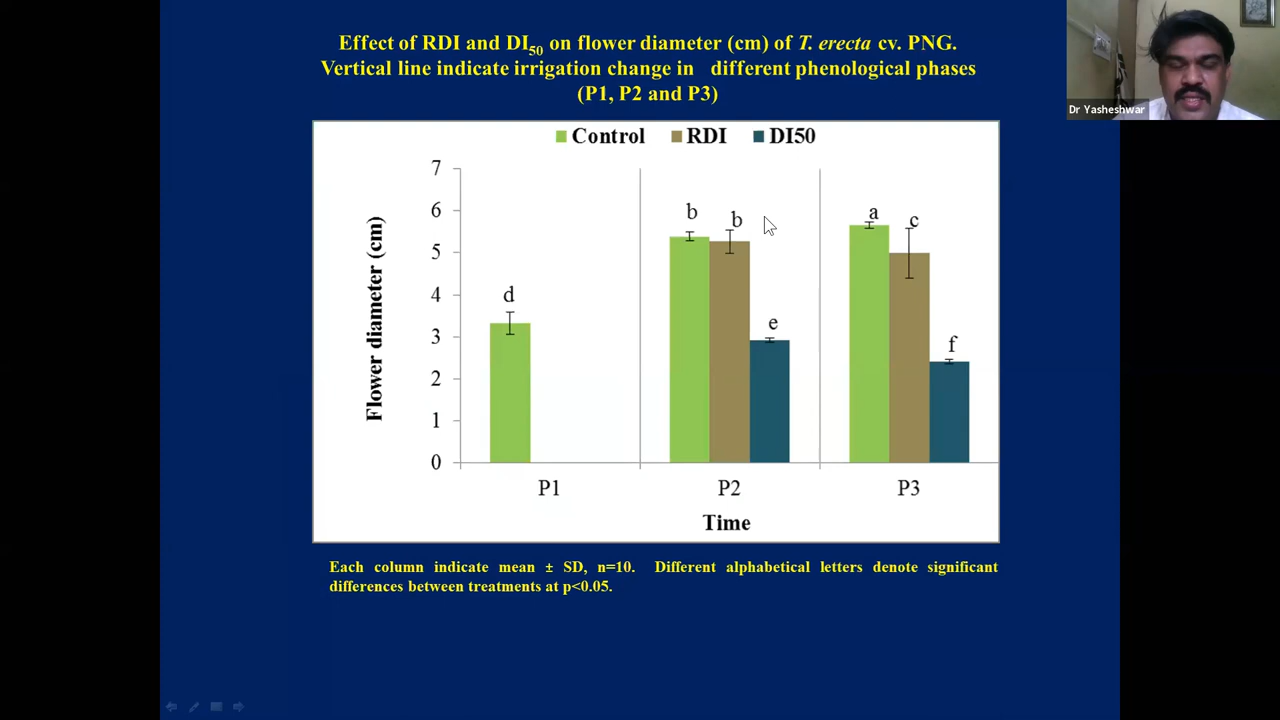 Effect of RDI and DI50 on flower diameter (cm) of T. erecta cv. PNG.
Vertical line indicate irrigation change in different phenological phases
(P1, P2 and P3)
Dr Yasheshwar
Control RDI DI50
7
6
5
4
3
2
1
0
Flower diameter (cm)
d
b
b
e
a
c
f
P1 P2 P3
Time
Each column indicate mean ± SD, n=10. Different alphabetical letters denote significant
differences between treatments at p<0.05.